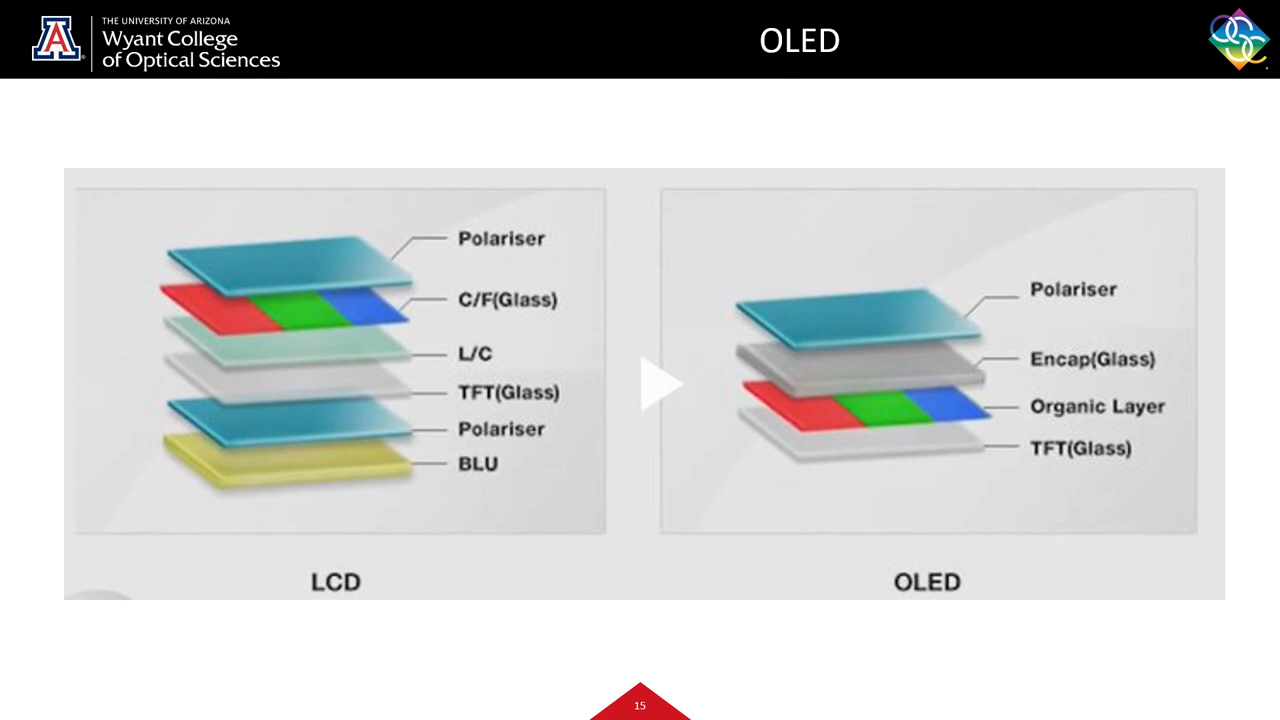 THE UNIVERSITY OF ARIZONA
Wyant College
of Optical Sciences
OLED
Polariser
C/F(Glass)
L/C
TFT(Glass)
Polariser
BLU
LCD
Polariser
Encap(Glass)
Organic Layer
TFT(Glass)
OLED
15